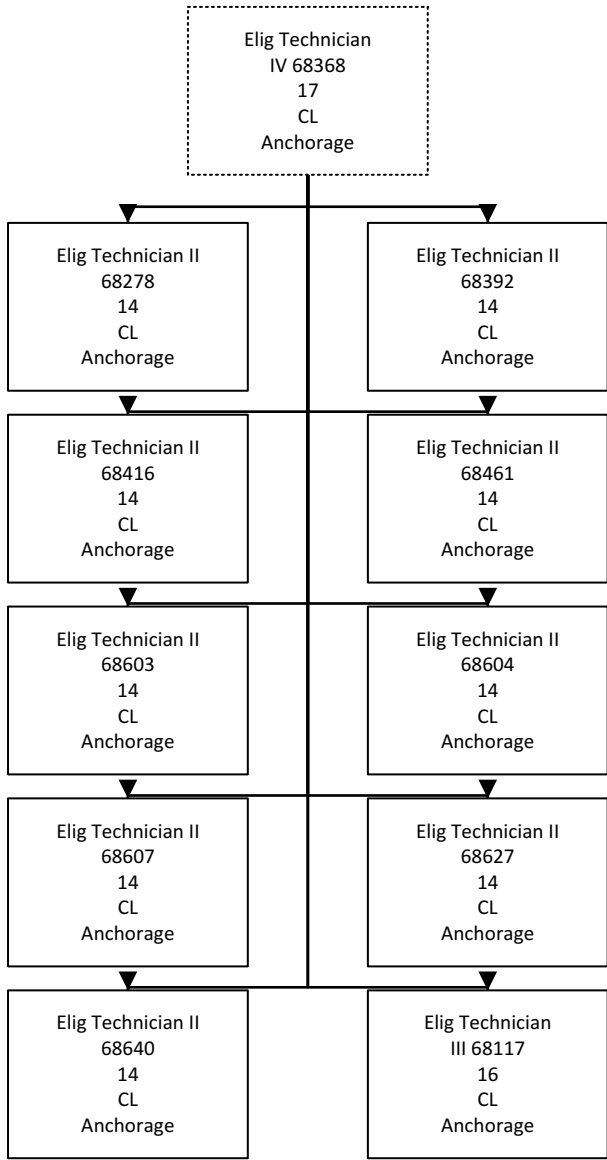 Elig Technician
IV 68368
17
CL
Anchorage
Elig Technician II
68278
14
CL
Anchorage
Elig Technician II
68392
14
CL
Anchorage
Elig Technician II
68416
14
CL
Anchorage
Elig Technician II
68461
14
CL
Anchorage
Elig Technician II
68603
14
CL
Anchorage
Elig Technician II
68604
14
CL
Anchorage
Elig Technician II
68607
14
CL
Anchorage
Elig Technician II
68627
14
CL
Anchorage
Elig Technician II
68640
14
CL
Anchorage
Elig Technician
III 68117
16
CL
Anchorage